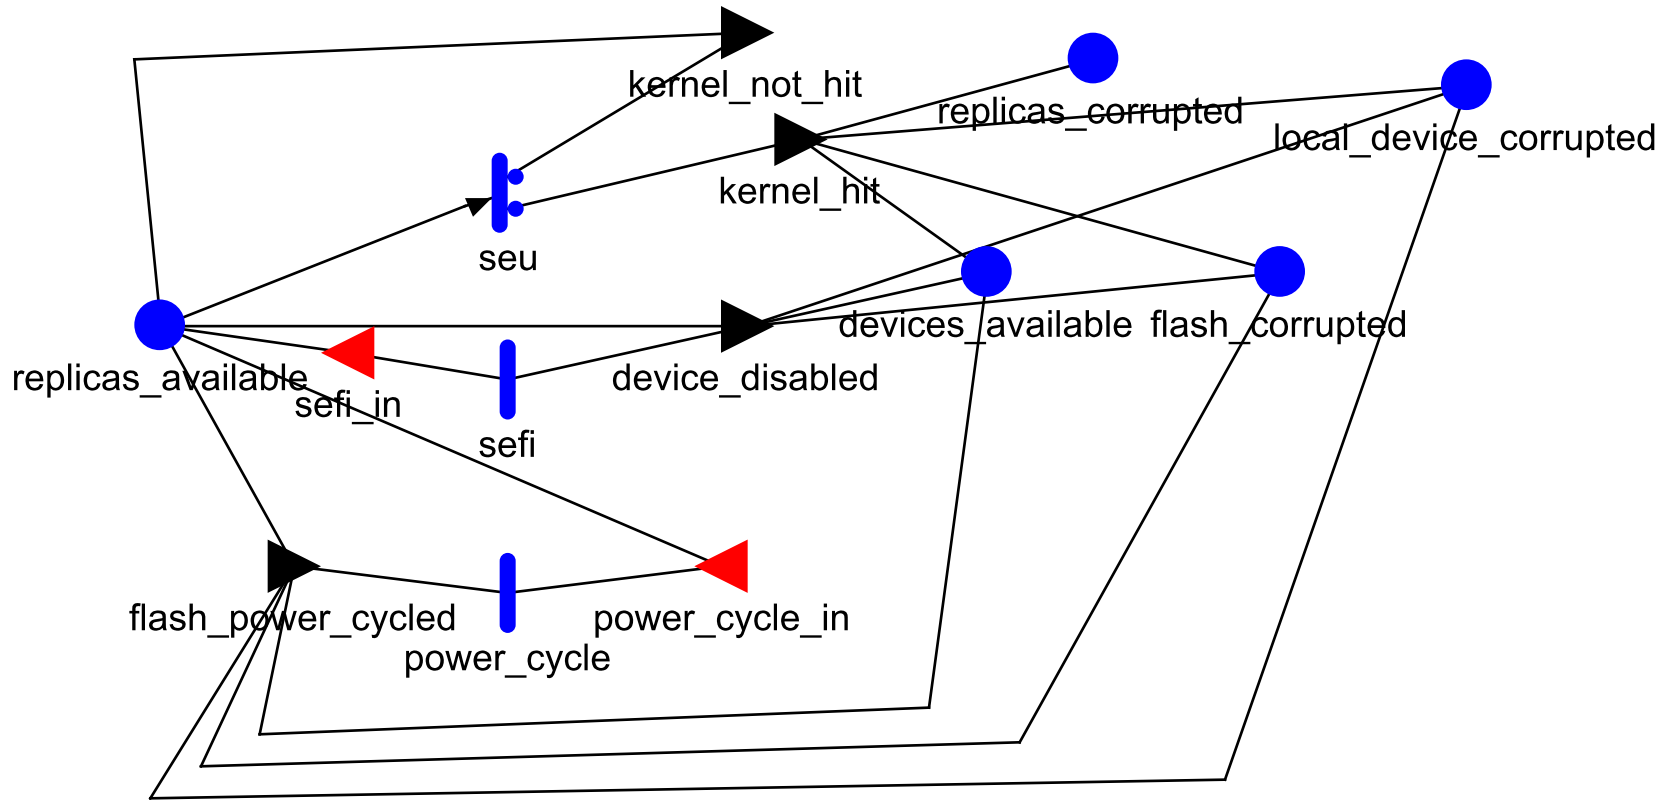 kernel_not_hit
replicas_corrupted
local_device_corrupted
kernel_hit
seu
devices_available
flash_corrupted
replicas_available
device_disabled
sefi_in
sefi
flash_power_cycled
power_cycle_in
power_cycle